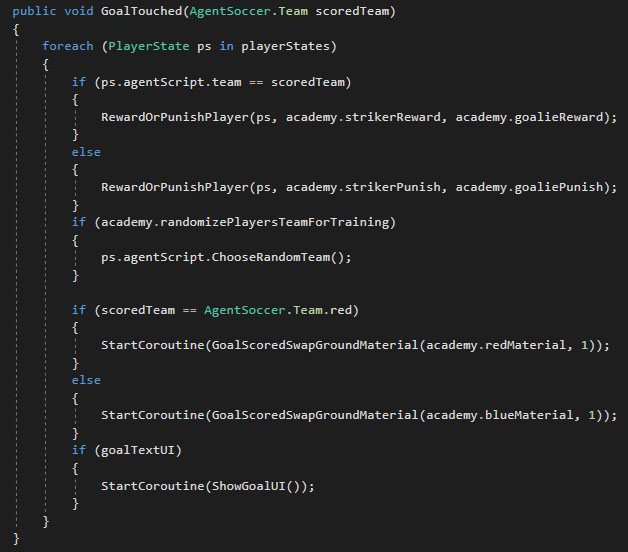 public void GoalTouched(AgentSoccer.Team scoredTeam)
{
    foreach (PlayerState ps in playerStates)
    {
        if (ps.agentScript.team == scoredTeam)
        {
            RewardOrPunishPlayer(ps, academy.strikerReward, academy.goalieReward);
        }
        else
        {
            RewardOrPunishPlayer(ps, academy.strikerPunish, academy.goaliePunish);
        }
        if (academy.randomizePlayersTeamForTraining)
        {
            ps.agentScript.ChooseRandomTeam();
        }

        if (scoredTeam == AgentSoccer.Team.red)
        {
            StartCoroutine(GoalScoredSwapGroundMaterial(academy.redMaterial, 1));
        }
        else
        {
            StartCoroutine(GoalScoredSwapGroundMaterial(academy.blueMaterial, 1));
        }
        if (goalTextUI)
        {
            StartCoroutine(ShowGoalUI());
        }
    }
}